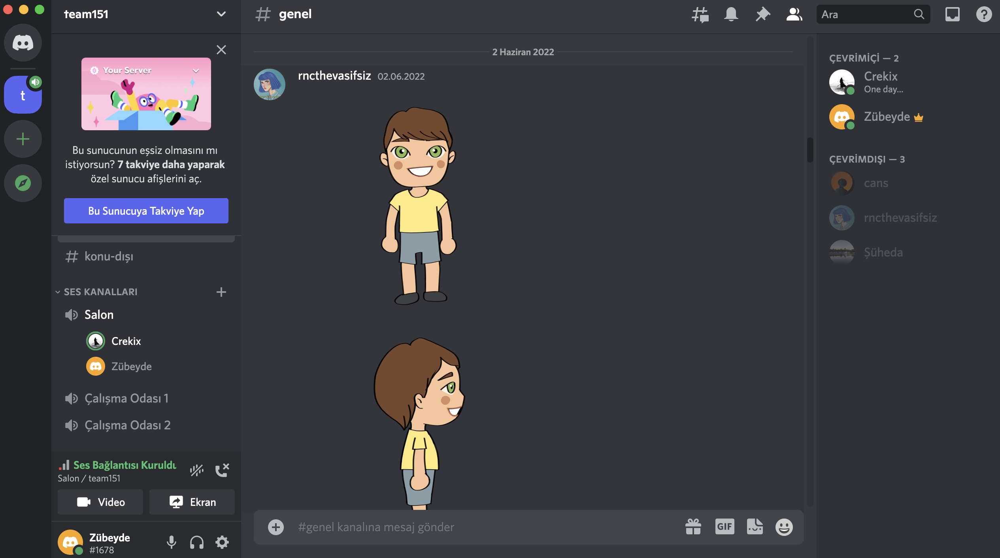 team151
Your Server
Bu sunucunun eşsiz olmasını mı
istiyorsun? 7 takviye daha yaparak
özel sunucu afişlerini aç.
Bu Sunucuya Takviye Yap
t
konu-dışı
SES KANALLARI
Salon
Crekix
Zübeyde
Çalışma Odası 1
Çalışma Odası 2
Ses Bağlantısı Kuruldu
Salon / team151
Video
Ekran
Zübeyde
#1678
# genel
Ara
2 Haziran 2022
rncthevasifsiz 02.06.2022
#genel kanalına mesaj gönder
GIF
ÇEVRİMİÇİ — 2
Crekix
One day...
Zübeyde
ÇEVRİMDIŞI — 3
cans
rncthevasifsiz
Şüheda